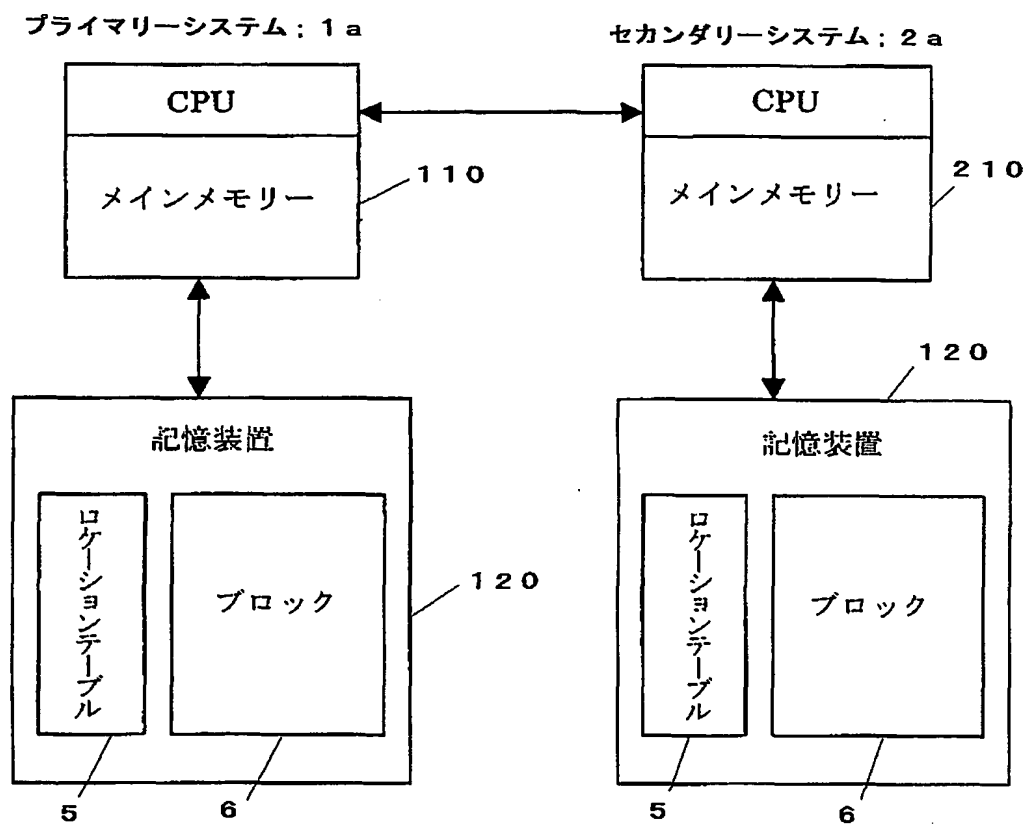 プライマリーシステム；１ａ
CPU
メインメモリー
１１０
記憶装置
ロケーションテーブル
ブロック
１２０
５
６
セカンダリーシステム；２ａ
CPU
メインメモリー
２１０
１２０
記憶装置
ロケーションテーブル
ブロック
５
６